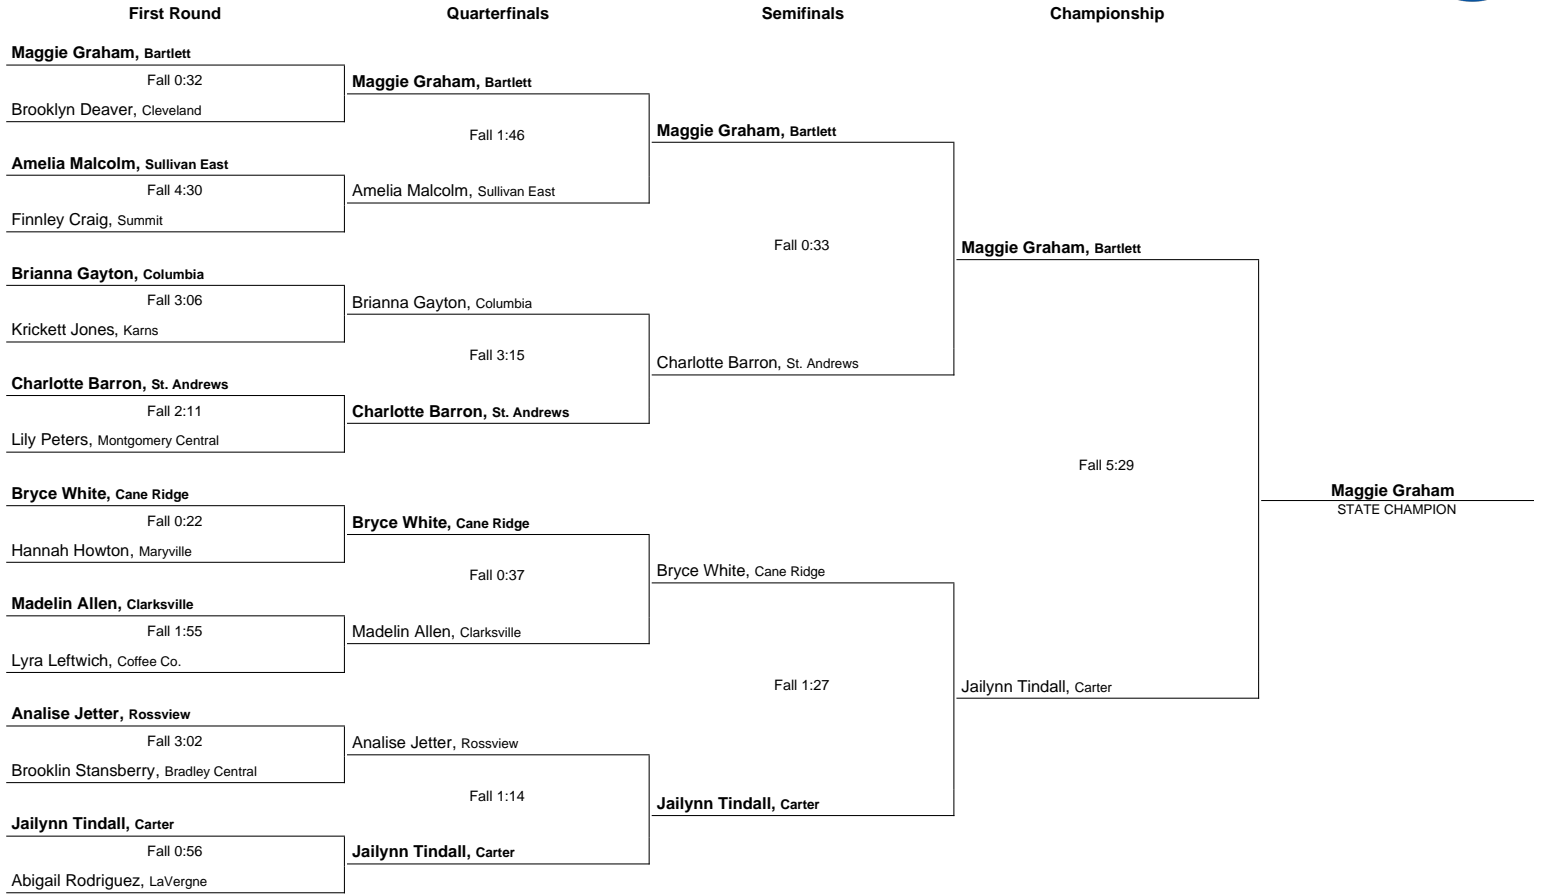 First Round
Quarterfinals
Semifinals
Championship
Maggie Graham, Bartlett
Fall 0:32
Brooklyn Deaver, Cleveland
Amelia Malcolm, Sullivan East
Fall 4:30
Finnley Craig, Summit
Brianna Gayton, Columbia
Fall 3:06
Krickett Jones, Karns
Charlotte Barron, St. Andrews
Fall 2:11
Lily Peters, Montgomery Central
Bryce White, Cane Ridge
Fall 0:22
Hannah Howton, Maryville
Madelin Allen, Clarksville
Fall 1:55
Lyra Leftwich, Coffee Co.
Analise Jetter, Rossview
Fall 3:02
Brooklin Stansberry, Bradley Central
Jailynn Tindall, Carter
Fall 0:56
Abigail Rodriguez, LaVergne
Maggie Graham, Bartlett
Fall 1:46
Amelia Malcolm, Sullivan East
Brianna Gayton, Columbia
Fall 3:15
Charlotte Barron, St. Andrews
Bryce White, Cane Ridge
Fall 0:37
Madelin Allen, Clarksville
Analise Jetter, Rossview
Fall 1:14
Jailynn Tindall, Carter
Maggie Graham, Bartlett
Fall 0:33
Charlotte Barron, St. Andrews
Bryce White, Cane Ridge
Fall 1:27
Jailynn Tindall, Carter
Maggie Graham, Bartlett
Fall 5:29
Jailynn Tindall, Carter
Maggie Graham
STATE CHAMPION